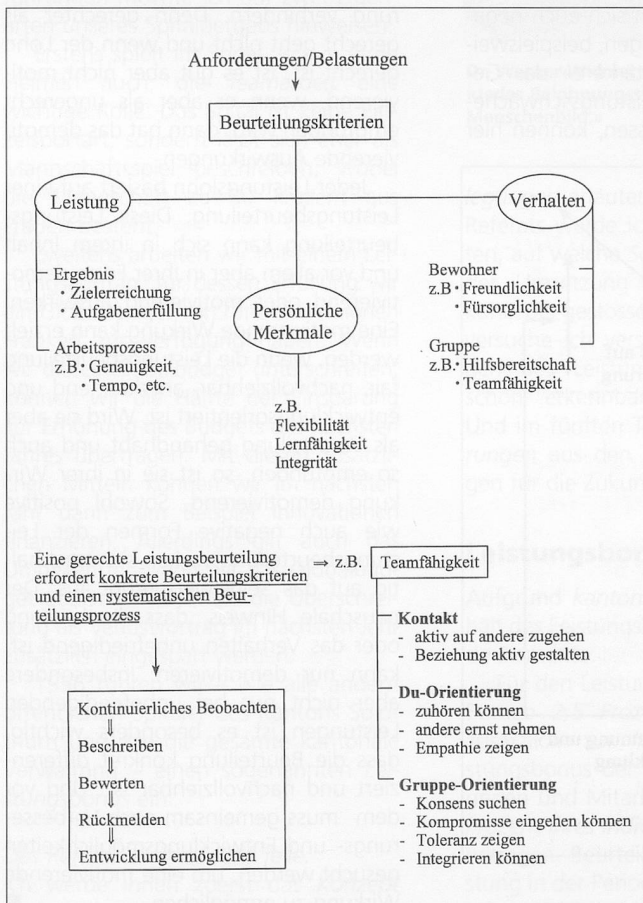 Anforderungen/Belastungen
Beurteilungskriterien
Leistung
Verhalten
Ergebnis
· Zielerreichung
· Aufgabenerfüllung
Arbeitsprozess
z.B.· Genauigkeit,
· Tempo, etc.
Persönliche
Merkmale
z.B.
Flexibilität
Lernfähigkeit
Integrität
Bewohner
z.B · Freundlichkeit
· Fürsorglichkeit
Gruppe
z.B.· Hilfsbereitschaft
· Teamfähigkeit
Eine gerechte Leistungsbeurteilung
erfordert konkrete Beurteilungskriterien
und einen systematischen Beur-
teilungsprozess
⇒ z.B.
Teamfähigkeit
Kontinuierliches Beobachten
⇓
Beschreiben
⇓
Bewerten
⇓
Rückmelden
⇓
Entwicklung ermöglichen
Kontakt
- aktiv auf andere zugehen
- Beziehung aktiv gestalten
Du-Orientierung
- zuhören können
- andere ernst nehmen
- Empathie zeigen
Gruppe-Orientierung
- Konsens suchen
- Kompromisse eingehen können
- Toleranz zeigen
- Integrieren können